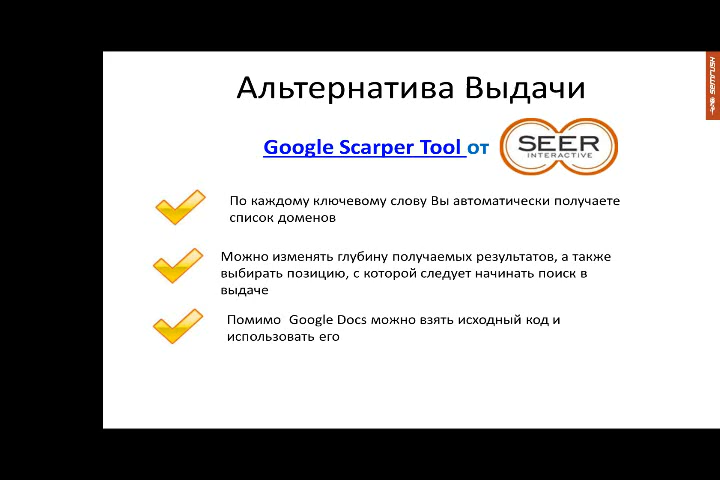 Альтернатива Выдачи
Google Scarper Tool от
SEER
INTERACTIVE
По каждому ключевому слову Вы автоматически получаете
список доменов
Можно изменять глубину получаемых результатов, а также
выбирать позицию, с которой следует начинать поиск в
выдаче
Помимо  Google Docs можно взять исходный код и
использовать его
semrush